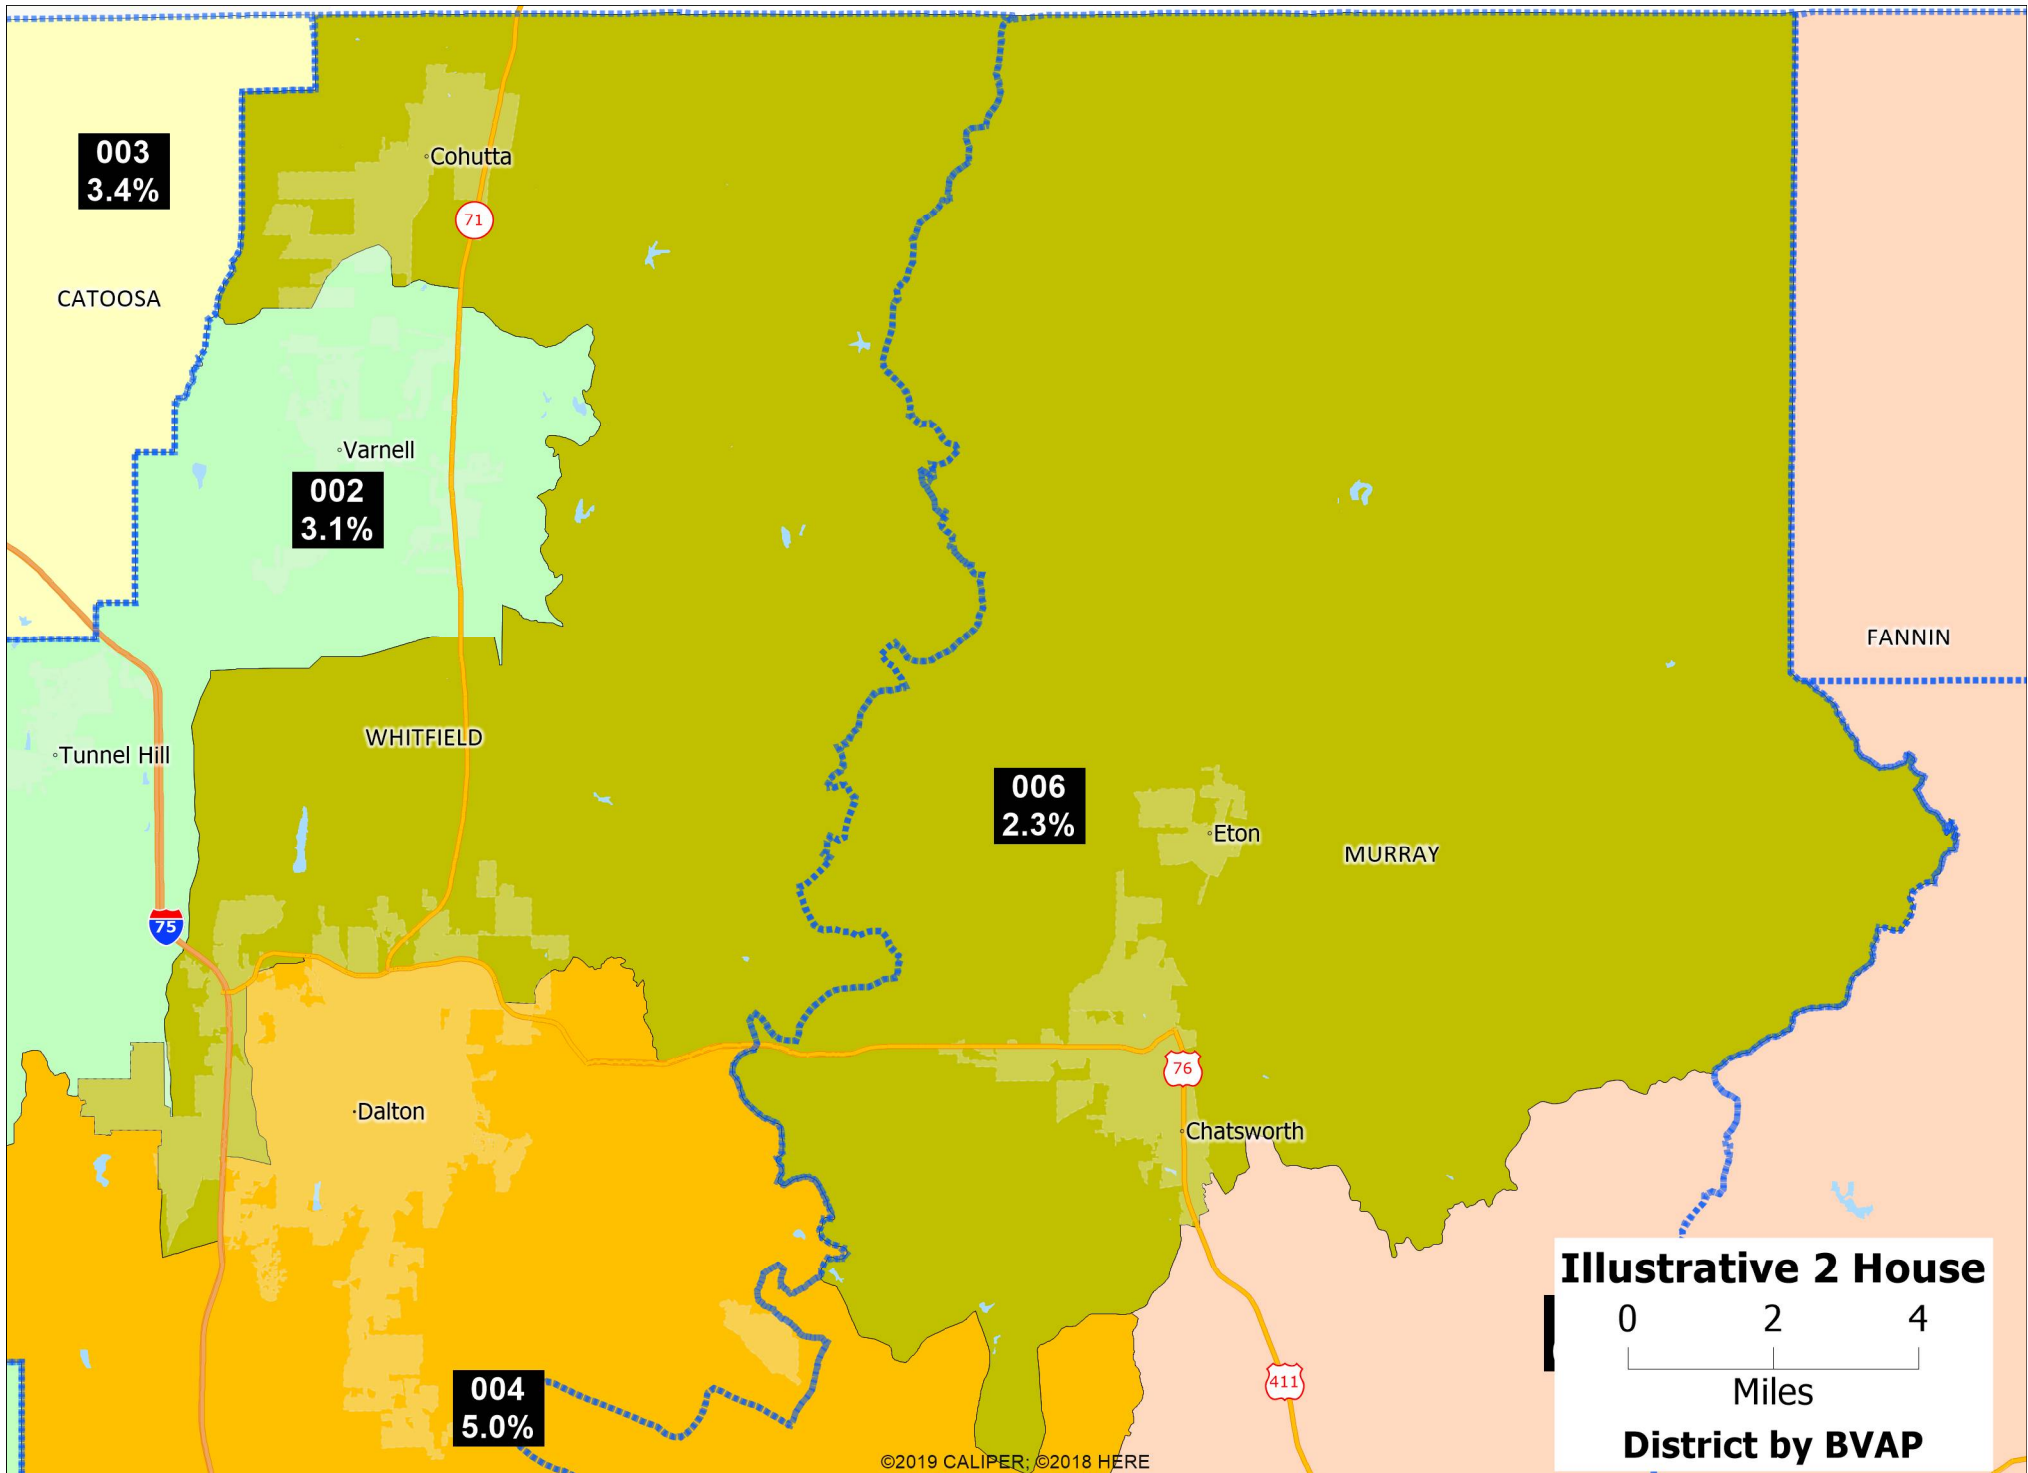 Cohutta
003
3.4%
71
CATOOSA
Varnell
002
3.1%
FANNIN
WHITFIELD
Tunnel Hill
006
2.3%
Eton
MURRAY
75
76
Dalton
Chatsworth
Illustrative 2 House
0 2 4
Miles
District by BVAP
411
004
5.0%
©2019 CALIPER; ©2018 HERE